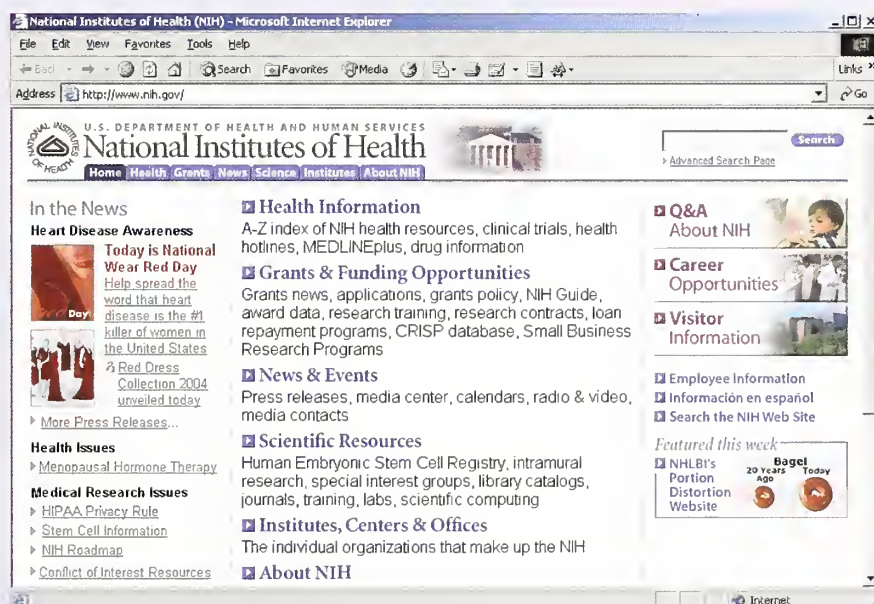 National Institutes of Health (NIH) - Microsoft Internet Explorer
File Edit View Favorites Tools Help
Back Search Favorites Media Links »
Address http://www.nih.gov/ Go
U.S. DEPARTMENT OF HEALTH AND HUMAN SERVICES
National Institutes of Health
NATIONAL INSTITUTES OF HEALTH
Search
Advanced Search Page
Home Health Grants News Science Institutes About NIH
In the News
Heart Disease Awareness
Today is National
Wear Red Day
Help spread the
word that heart
disease is the #1
killer of women in
the United States
Day!
Red Dress
Collection 2004
unveiled today
More Press Releases...
Health Issues
Menopausal Hormone Therapy
Medical Research Issues
HIPAA Privacy Rule
Stem Cell Information
NIH Roadmap
Conflict of Interest Resources
Health Information
A-Z index of NIH health resources, clinical trials, health
hotlines, MEDLINEplus, drug information
Grants & Funding Opportunities
Grants news, applications, grants policy, NIH Guide,
award data, research training, research contracts, loan
repayment programs, CRISP database, Small Business
Research Programs
News & Events
Press releases, media center, calendars, radio & video,
media contacts
Scientific Resources
Human Embryonic Stem Cell Registry, intramural
research, special interest groups, library catalogs,
journals, training, labs, scientific computing
Institutes, Centers & Offices
The individual organizations that make up the NIH
About NIH
Q&A
About NIH
Career
Opportunities
Visitor
Information
Employee Information
Información en español
Search the NIH Web Site
Featured this week
NHLBI's
Portion
Distortion
Website
Bagel
20 Years Today
Ago
Internet